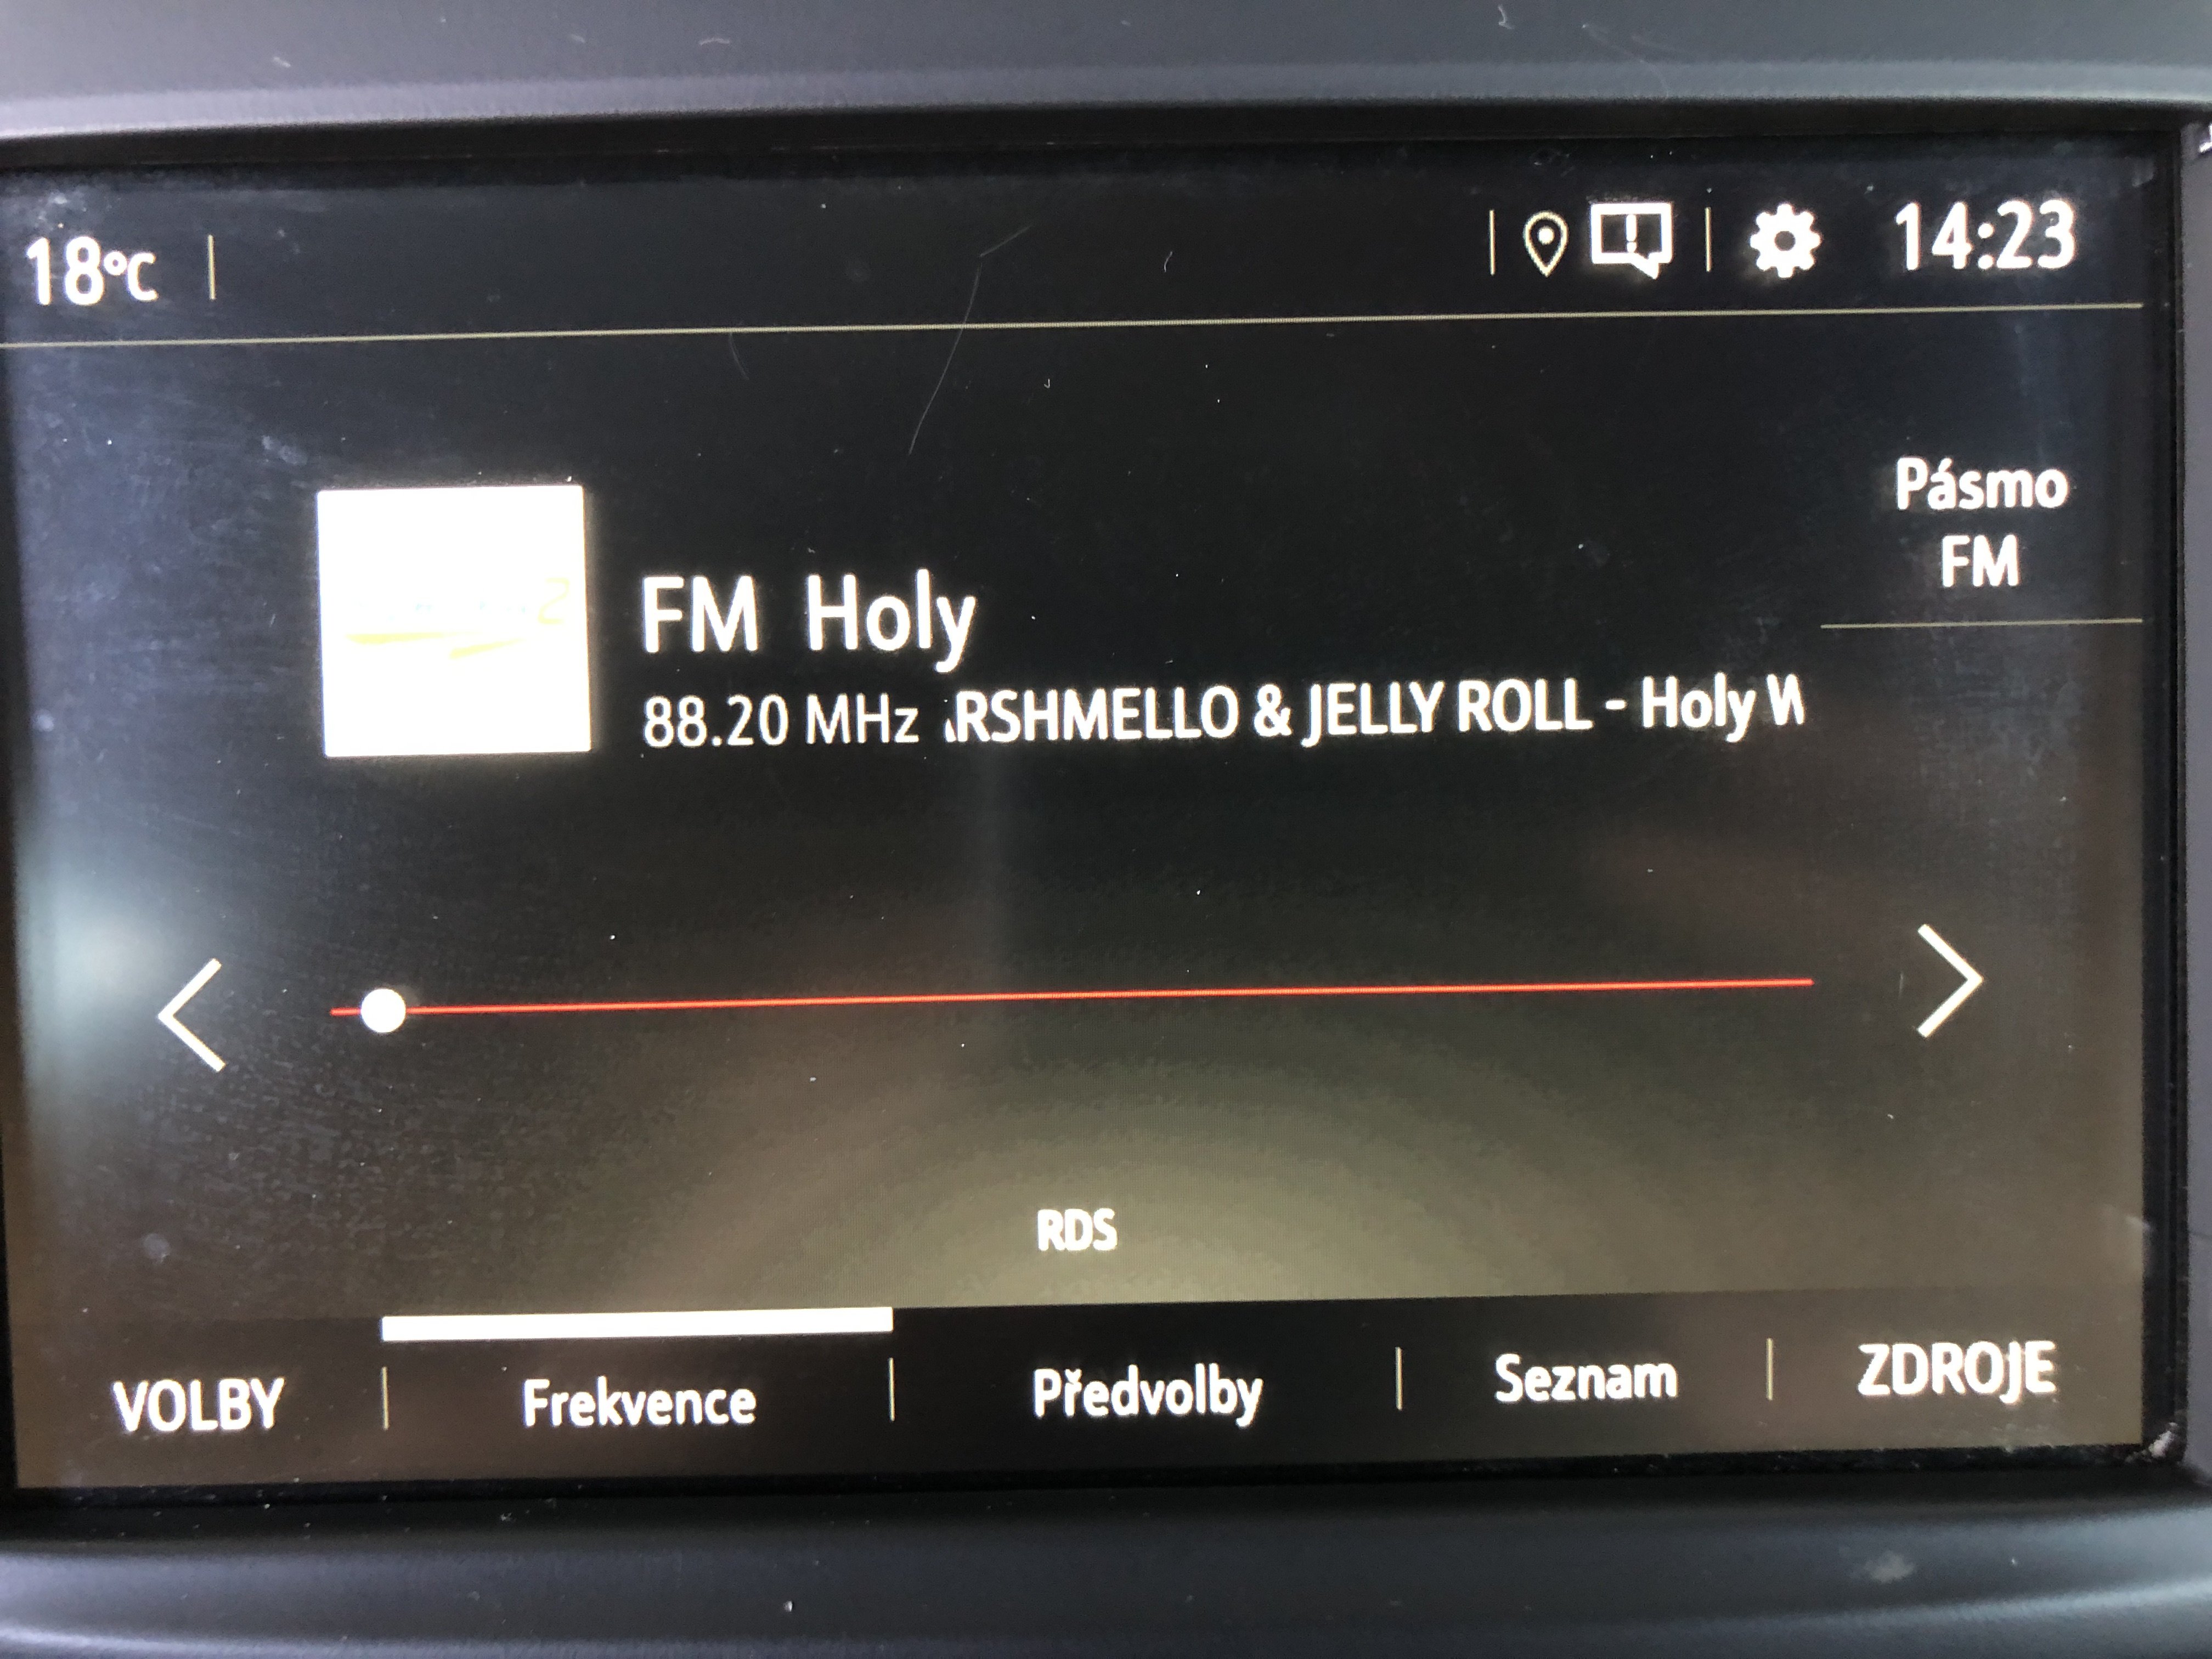 18°C
14:23
Pásmo
FM
FM Holy
88.20 MHz ARSHMELLO & JELLY ROLL - Holy W
RDS
VOLBY
Frekvence
Předvolby
Seznam
ZDROJE